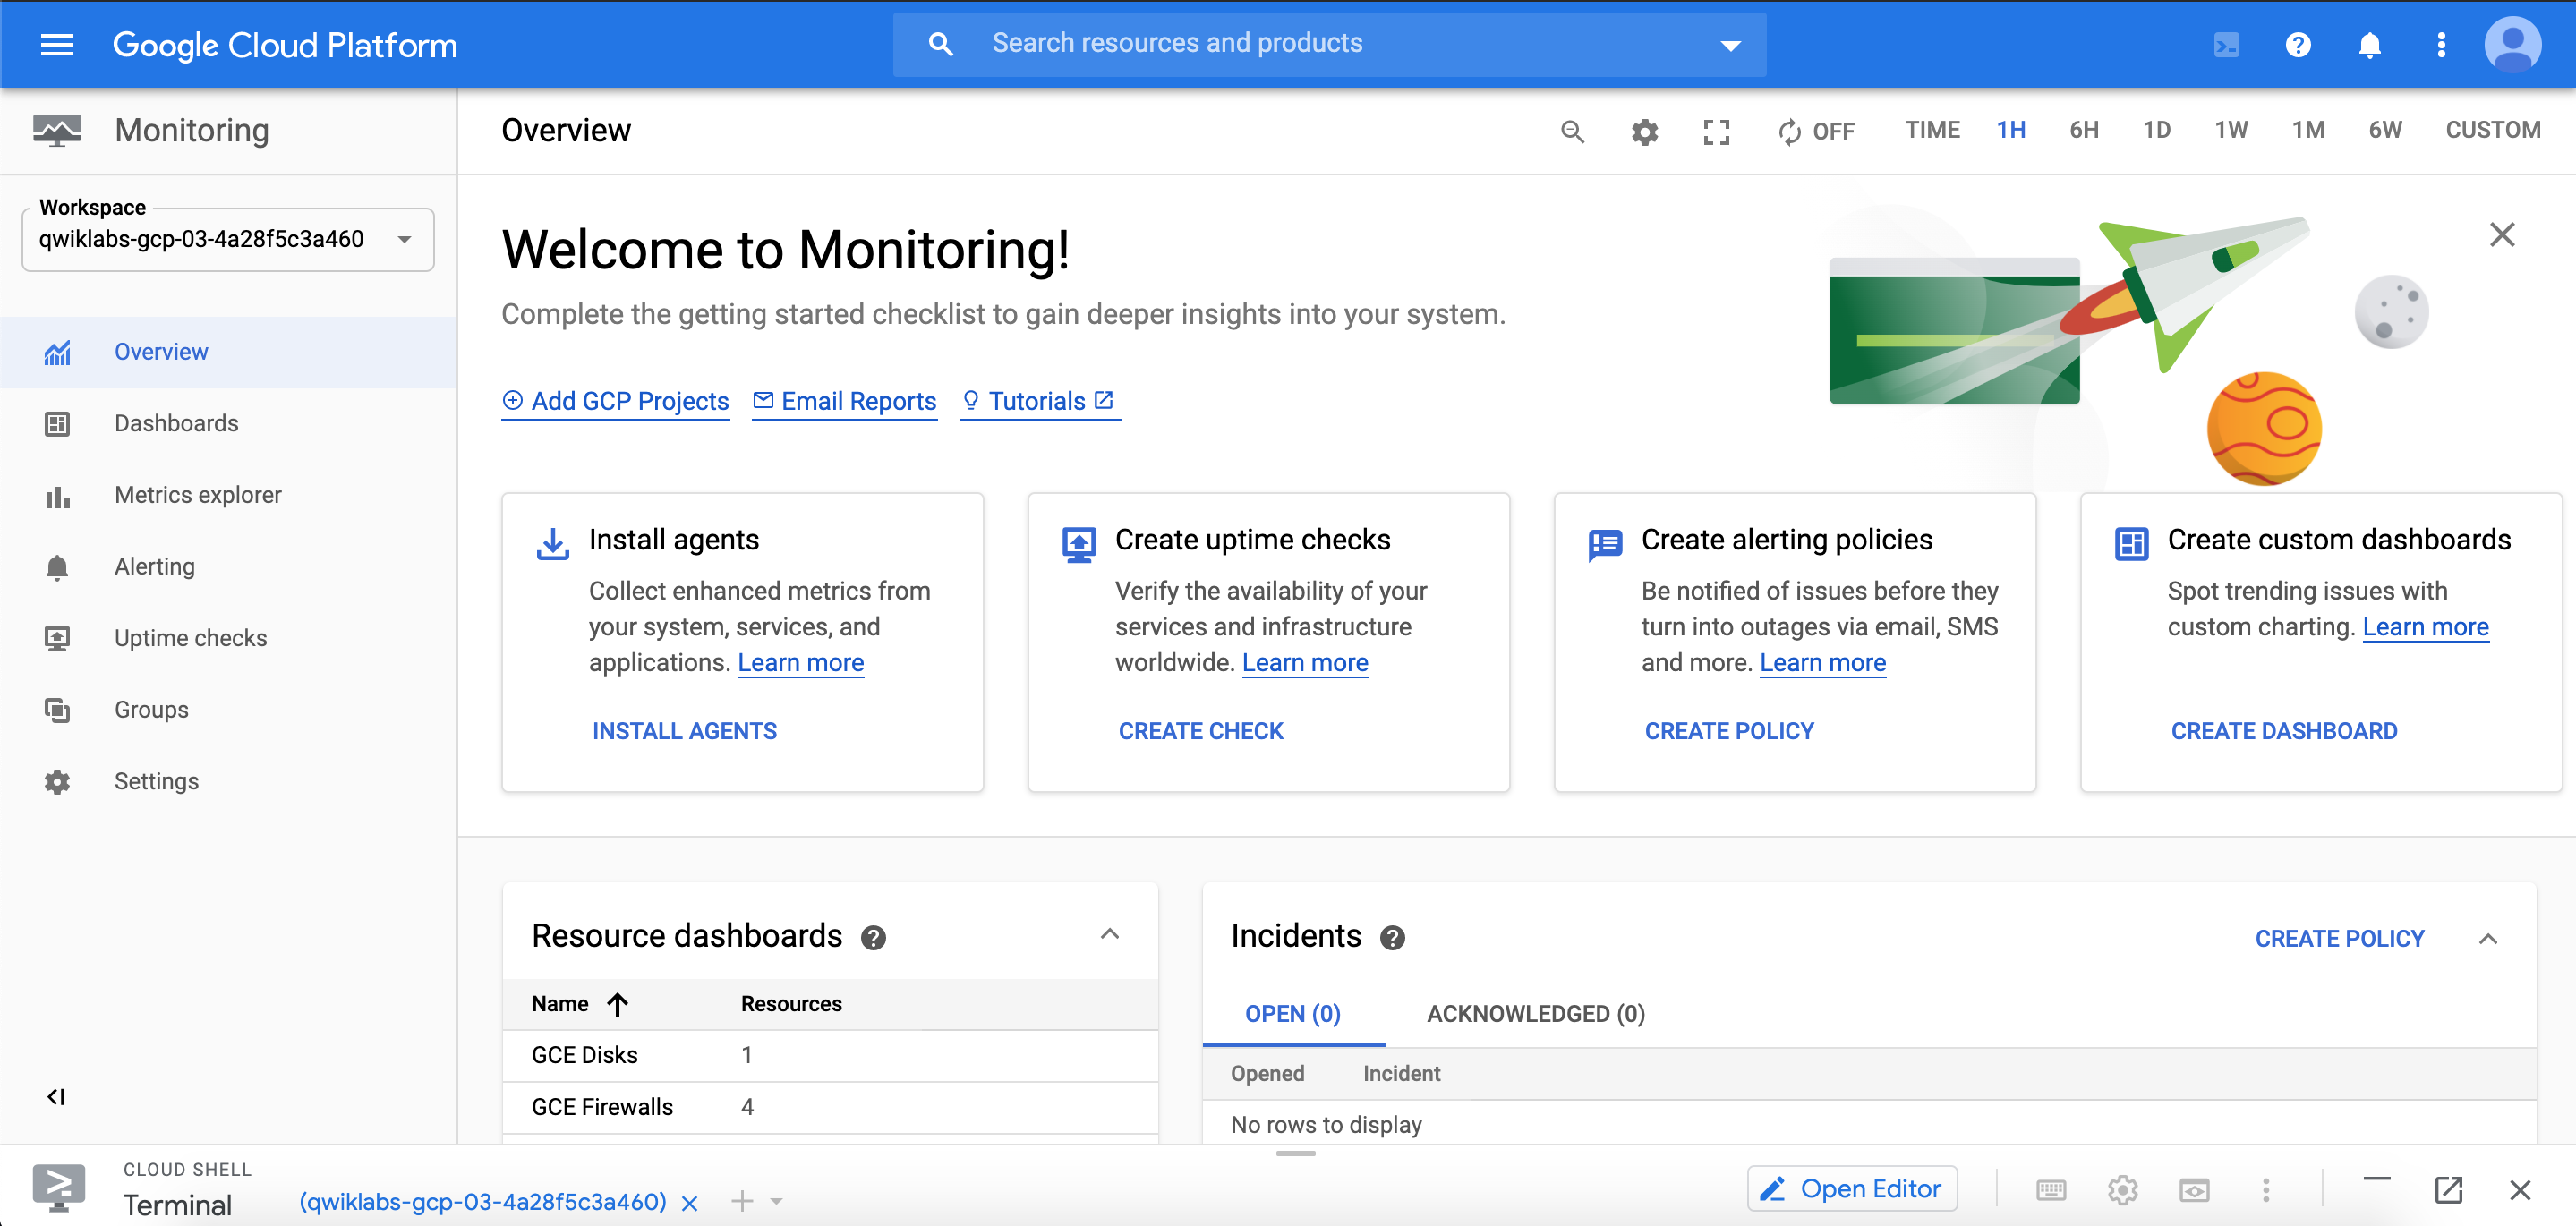 Google Cloud Platform
Search resources and products
Monitoring
Overview
OFF
TIME
1H
6H
1D
1W
1M
6W
CUSTOM
Workspace
qwiklabs-gcp-03-4a28f5c3a460
Overview
Dashboards
Metrics explorer
Alerting
Uptime checks
Groups
Settings
Welcome to Monitoring!
Complete the getting started checklist to gain deeper insights into your system.
Add GCP Projects
Email Reports
Tutorials
Install agents
Collect enhanced metrics from
your system, services, and
applications. Learn more
INSTALL AGENTS
Create uptime checks
Verify the availability of your
services and infrastructure
worldwide. Learn more
CREATE CHECK
Create alerting policies
Be notified of issues before they
turn into outages via email, SMS
and more. Learn more
CREATE POLICY
Create custom dashboards
Spot trending issues with
custom charting. Learn more
CREATE DASHBOARD
Resource dashboards
Name
Resources
GCE Disks
1
GCE Firewalls
4
Incidents
CREATE POLICY
OPEN (0)
ACKNOWLEDGED (0)
Opened
Incident
No rows to display
CLOUD SHELL
Terminal
(qwiklabs-gcp-03-4a28f5c3a460)
Open Editor